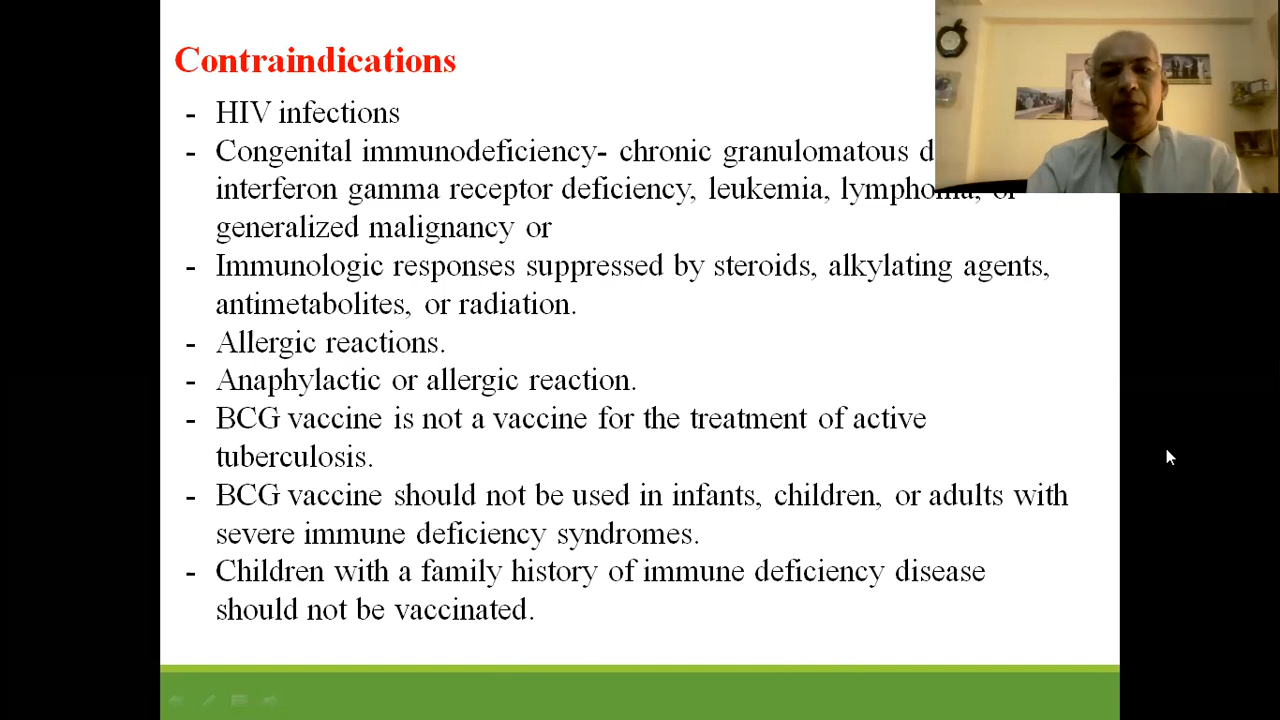 Contraindications
- HIV infections
- Congenital immunodeficiency- chronic granulomatous
interferon gamma receptor deficiency, leukemia, lymphoma, or
generalized malignancy or
- Immunologic responses suppressed by steroids, alkylating agents,
antimetabolites, or radiation.
- Allergic reactions.
- Anaphylactic or allergic reaction.
- BCG vaccine is not a vaccine for the treatment of active
tuberculosis.
- BCG vaccine should not be used in infants, children, or adults with
severe immune deficiency syndromes.
- Children with a family history of immune deficiency disease
should not be vaccinated.